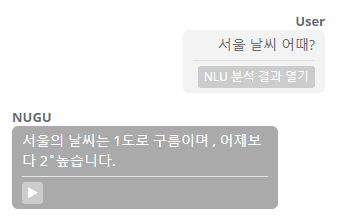 User
서울 날씨 어때?
NLU 분석 결과 열기
NUGU
서울의 날씨는 1도로 구름이며 , 어제보
다 2˚높습니다.